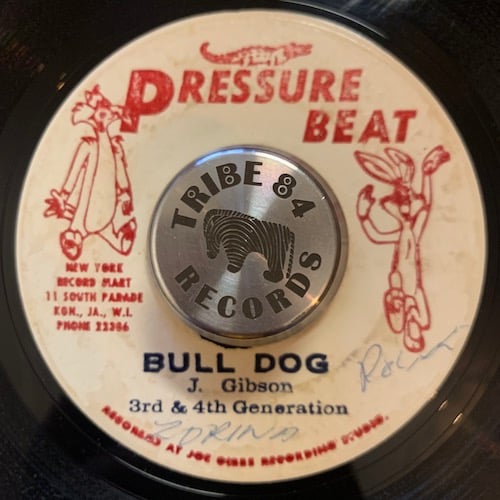 PRESSURE
BEAT
TRIBE 84
RECORDS
NEW YORK
RECORD MART
11 SOUTH PARADE
KGN., JA., W.I.
PHONE 22386
BULL DOG
J. Gibson
3rd & 4th Generation
ZORINA
RECORDED AT JOE GIBBS RECORDING STUDIO.